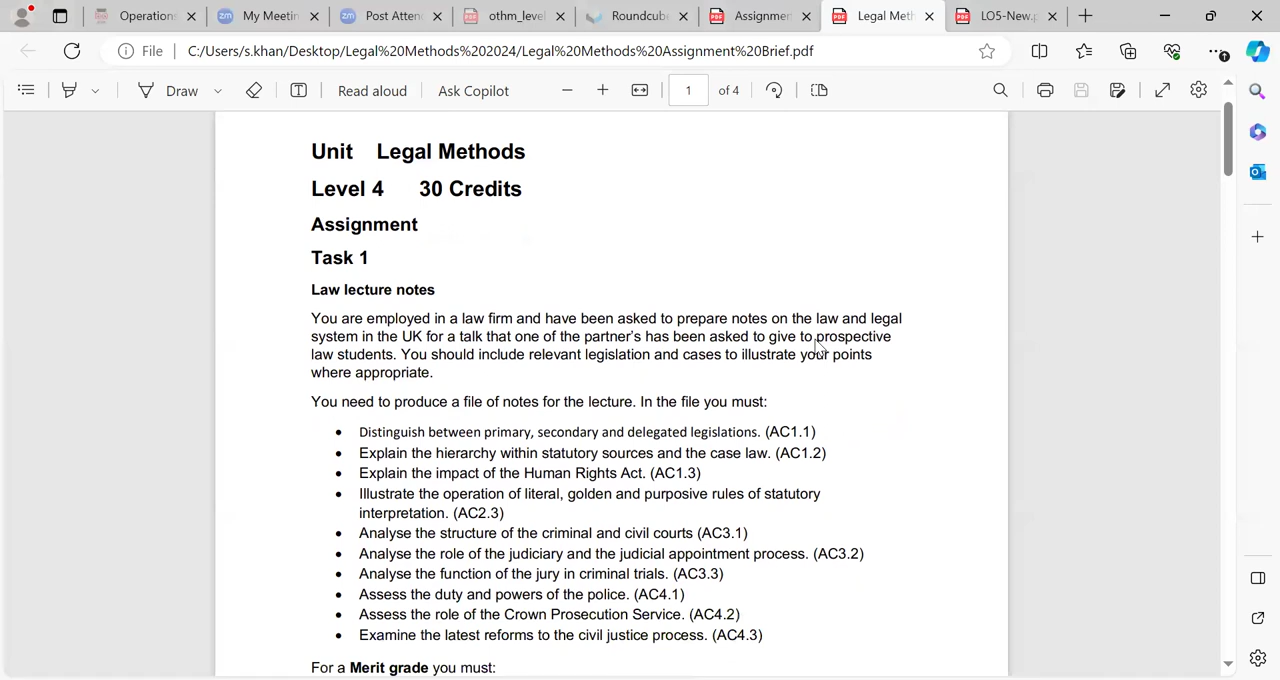 Operation
My Meetin
Post Atten
othm_level
Roundcube
Assignmen
Legal Meth
LO5-New.p
File
C:/Users/s.khan/Desktop/Legal%20Methods%202024/Legal%20Methods%20Assignment%20Brief.pdf
Draw
Read aloud
Ask Copilot
1
of 4
Unit Legal Methods
Level 4 30 Credits
Assignment
Task 1
Law lecture notes
You are employed in a law firm and have been asked to prepare notes on the law and legal
system in the UK for a talk that one of the partner's has been asked to give to prospective
law students. You should include relevant legislation and cases to illustrate your points
where appropriate.
You need to produce a file of notes for the lecture. In the file you must:
• Distinguish between primary, secondary and delegated legislations. (AC1.1)
• Explain the hierarchy within statutory sources and the case law. (AC1.2)
• Explain the impact of the Human Rights Act. (AC1.3)
• Illustrate the operation of literal, golden and purposive rules of statutory
interpretation. (AC2.3)
• Analyse the structure of the criminal and civil courts (AC3.1)
• Analyse the role of the judiciary and the judicial appointment process. (AC3.2)
• Analyse the function of the jury in criminal trials. (AC3.3)
• Assess the duty and powers of the police. (AC4.1)
• Assess the role of the Crown Prosecution Service. (AC4.2)
• Examine the latest reforms to the civil justice process. (AC4.3)
For a Merit grade you must: